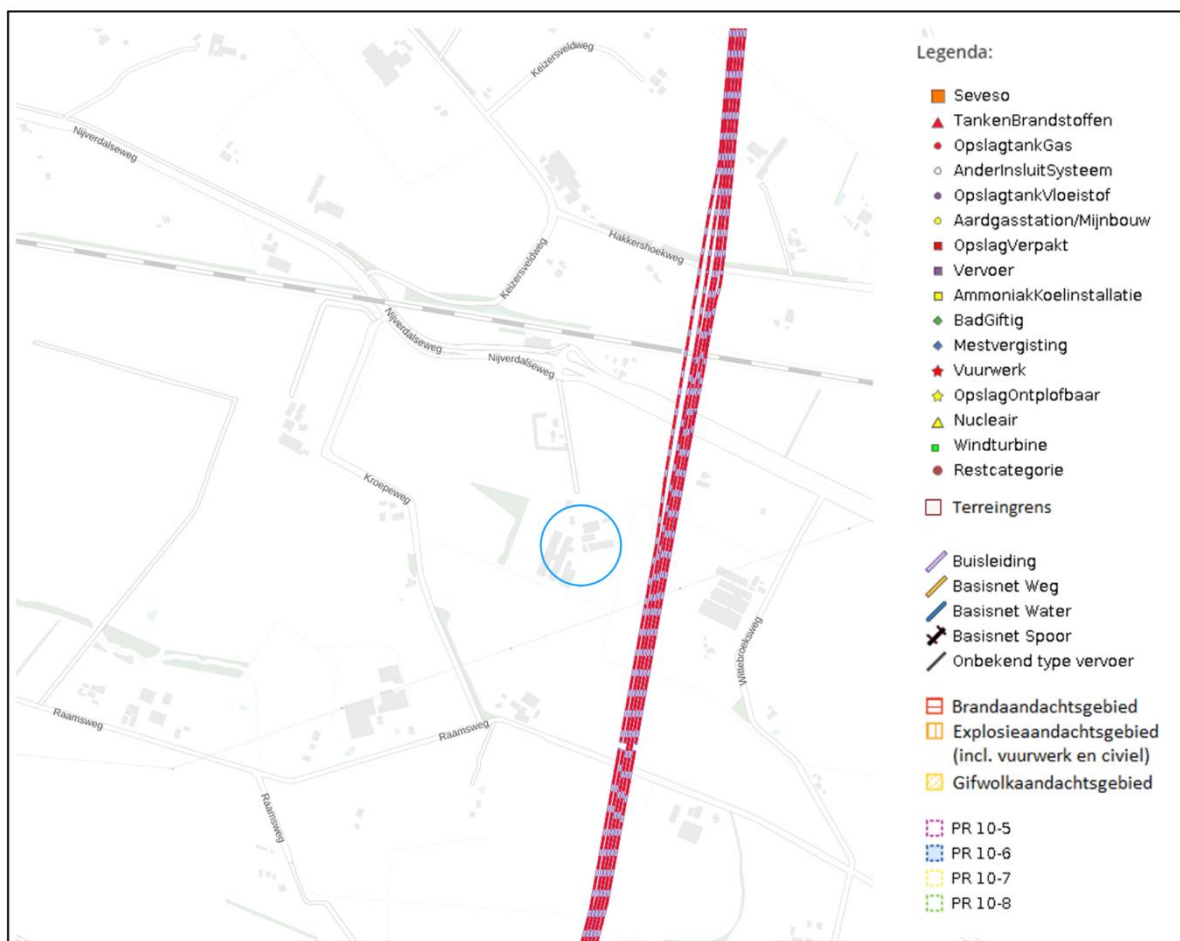 Keizersveldweg
Nijverdalseweg
Hakkershoekweg
Keizersveldweg
Nijverdalseweg
Nijverdalseweg
Kroepeweg
Wittebroeksweg
Raamsweg
Raamsweg
Raamsweg
Legenda:
Seveso
TankenBrandstoffen
OpslagtankGas
AnderInsluitSysteem
OpslagtankVloeistof
Aardgasstation/Mijnbouw
OpslagVerpakt
Vervoer
AmmoniakKoelinstallatie
BadGiftig
Mestvergisting
Vuurwerk
OpslagOntplofbaar
Nucleair
Windturbine
Restcategorie
Terreingrens
Buisleiding
Basisnet Weg
Basisnet Water
Basisnet Spoor
Onbekend type vervoer
Brandaandachtsgebied
Explosieaandachtsgebied
(incl. vuurwerk en civiel)
Gifwolkaandachtsgebied
PR 10-5
PR 10-6
PR 10-7
PR 10-8